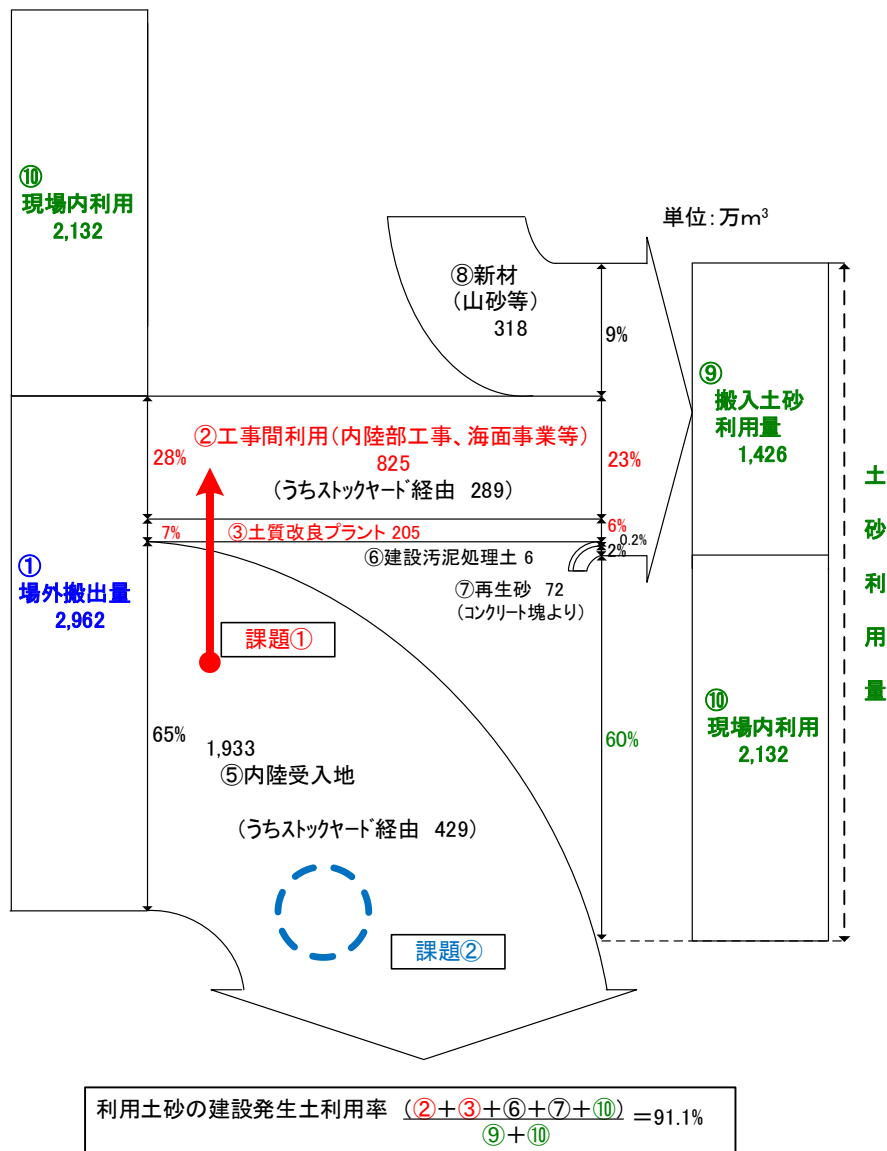 ⑩
現場内利用
2,132
単位：万m³
⑧新材
（山砂等）
318
9%
⑨
搬入土砂
利用量
1,426
②工事間利用（内陸部工事、海面事業等）
28%
825
23%
（うちストックヤード経由 289）
土砂利用量
7%
③土質改良プラント 205
6%
0.2%
⑥建設汚泥処理土 6
2%
⑦再生砂 72
（コンクリート塊より）
①
場外搬出量
2,962
課題①
⑩
現場内利用
2,132
65%
1,933
60%
⑤内陸受入地
（うちストックヤード経由 429）
課題②
利用土砂の建設発生土利用率 （②＋③＋⑥＋⑦＋⑩） ＝91.1%
⑨＋⑩